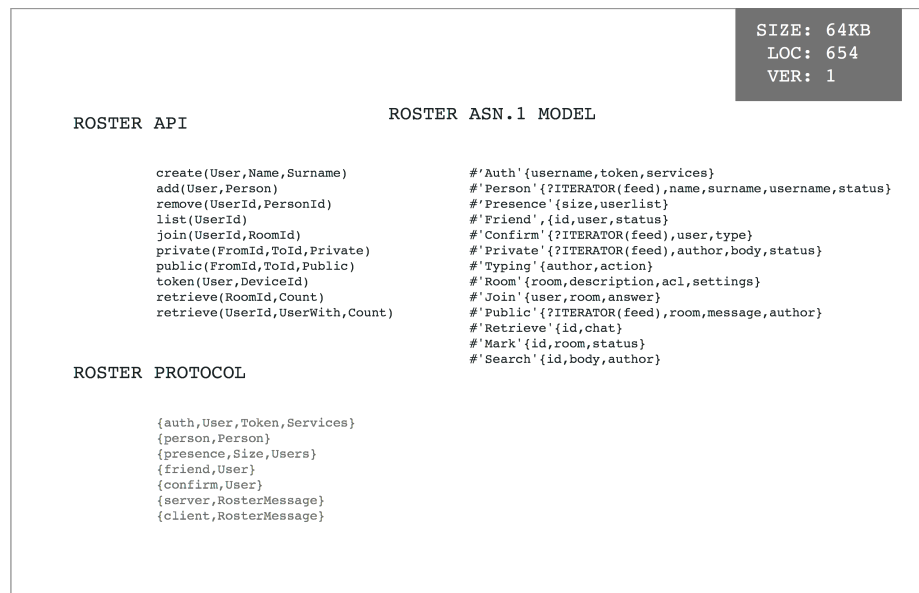 SIZE: 64KB
LOC: 654
VER: 1
ROSTER API
create(User,Name,Surname)
add(User,Person)
remove(UserId,PersonId)
list(UserId)
join(UserId,RoomId)
private(FromId,ToId,Private)
public(FromId,ToId,Public)
token(User,DeviceId)
retrieve(RoomId,Count)
retrieve(UserId,UserWith,Count)
ROSTER ASN.1 MODEL
#’Auth'{username,token,services}
#'Person'{?ITERATOR(feed),name,surname,username,status}
#’Presence'{size,userlist}
#'Friend',{id,user,status}
#'Confirm'{?ITERATOR(feed),user,type}
#'Private'{?ITERATOR(feed),author,body,status}
#'Typing'{author,action}
#'Room'{room,description,acl,settings}
#'Join'{user,room,answer}
#'Public'{?ITERATOR(feed),room,message,author}
#'Retrieve'{id,chat}
#'Mark'{id,room,status}
#'Search'{id,body,author}
ROSTER PROTOCOL
{auth,User,Token,Services}
{person,Person}
{presence,Size,Users}
{friend,User}
{confirm,User}
{server,RosterMessage}
{client,RosterMessage}